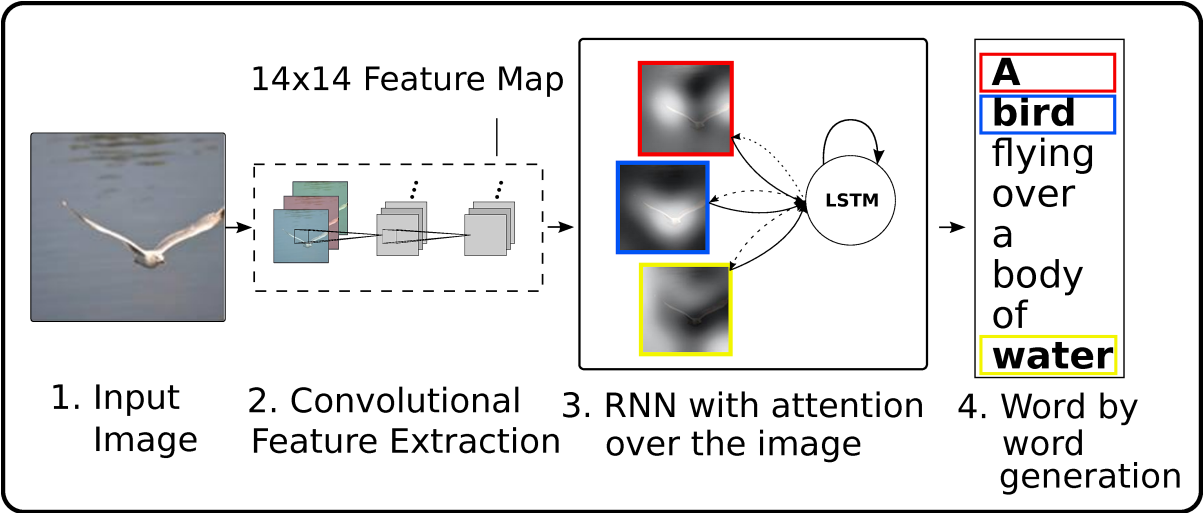 14x14 Feature Map
LSTM
A
bird
flying
over
a
body
of
water
1. Input
Image
2. Convolutional
Feature Extraction
3. RNN with attention
over the image
4. Word by
word
generation